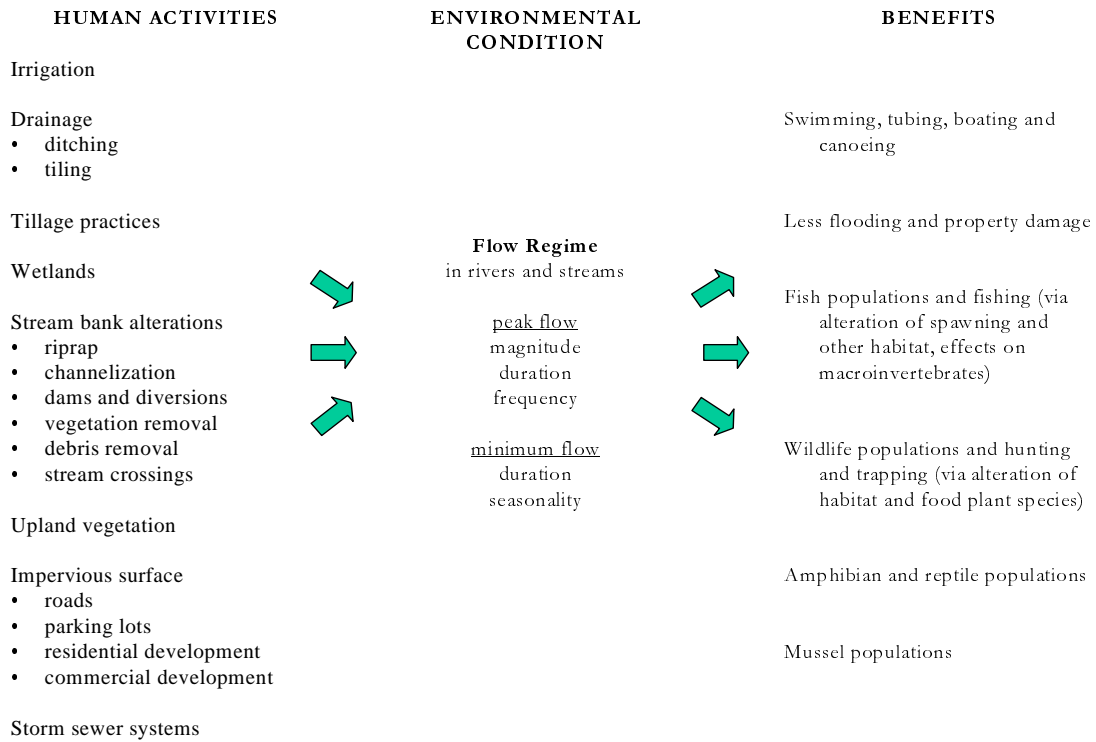 HUMAN ACTIVITIES
Irrigation
Drainage
• ditching
• tiling
Tillage practices
Wetlands
Stream bank alterations
• riprap
• channelization
• dams and diversions
• vegetation removal
• debris removal
• stream crossings
Upland vegetation
Impervious surface
• roads
• parking lots
• residential development
• commercial development
Storm sewer systems
ENVIRONMENTAL
CONDITION
Flow Regime
in rivers and streams
peak flow
magnitude
duration
frequency
minimum flow
duration
seasonality
BENEFITS
Swimming, tubing, boating and
canoeing
Less flooding and property damage
Fish populations and fishing (via
alteration of spawning and
other habitat, effects on
macroinvertebrates)
Wildlife populations and hunting
and trapping (via alteration of
habitat and food plant species)
Amphibian and reptile populations
Mussel populations